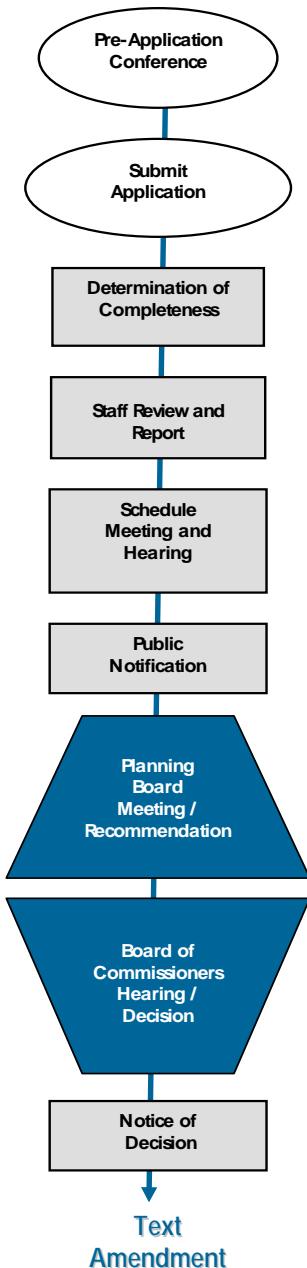 Pre-Application
Conference
Submit
Application
Determination of
Completeness
Staff Review and
Report
Schedule
Meeting and
Hearing
Public
Notification
Planning
Board
Meeting /
Recommendation
Board of
Commissioners
Hearing /
Decision
Notice of
Decision
Text
Amendment